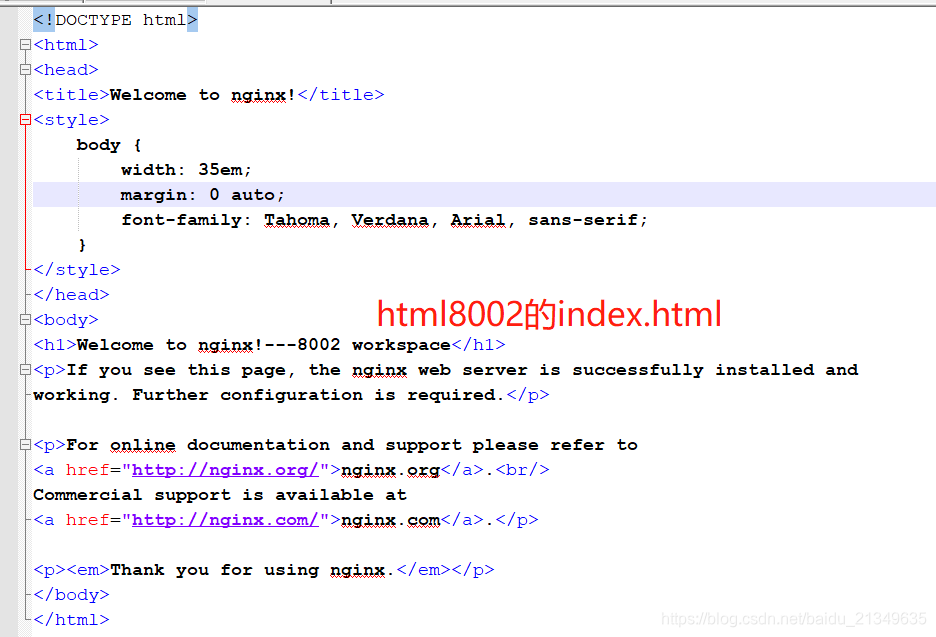 <!DOCTYPE html>
<html>
<head>
<title>Welcome to nginx!</title>
<style>
    body {
        width: 35em;
        margin: 0 auto;
        font-family: Tahoma, Verdana, Arial, sans-serif;
    }
</style>
</head>
html8002的index.html
<body>
<h1>Welcome to nginx!---8002 workspace</h1>
<p>If you see this page, the nginx web server is successfully installed and
working. Further configuration is required.</p>

<p>For online documentation and support please refer to
<a href="http://nginx.org/">nginx.org</a>.<br/>
Commercial support is available at
<a href="http://nginx.com/">nginx.com</a>.</p>

<p><em>Thank you for using nginx.</em></p>
</body>
</html>
https://blog.csdn.net/baidu_21349635